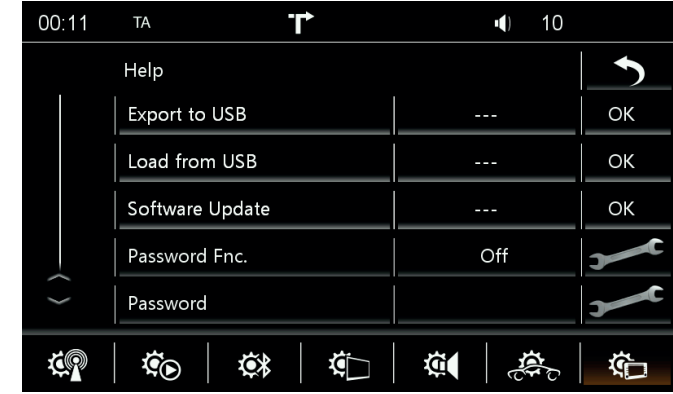 00:11 TA 10
Help
Export to USB --- OK
Load from USB --- OK
Software Update --- OK
Password Fnc. Off
Password